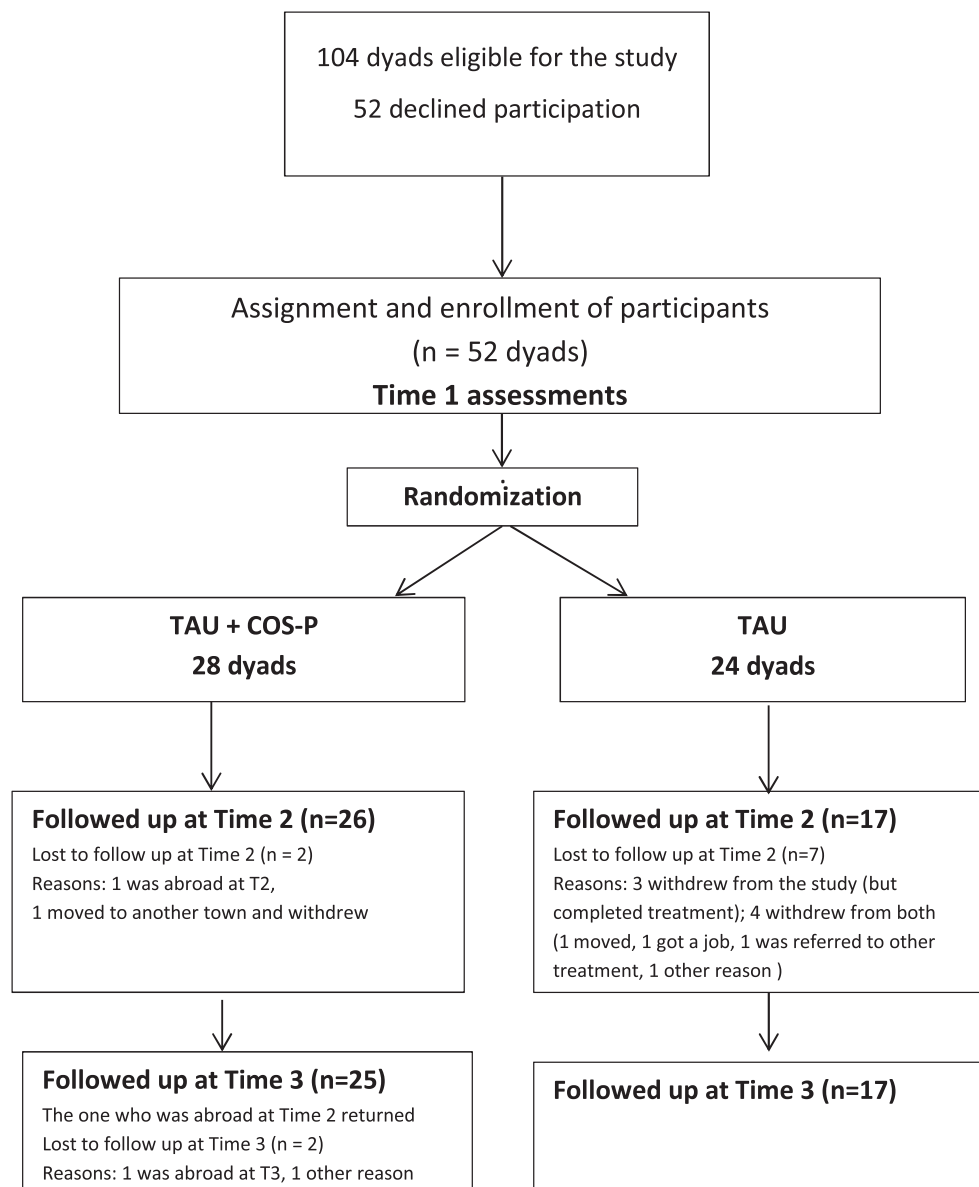 104 dyads eligible for the study
52 declined participation
Assignment and enrollment of participants
(n = 52 dyads)
Time 1 assessments
Randomization
TAU + COS-P
28 dyads
TAU
24 dyads
Followed up at Time 2 (n=26)
Lost to follow up at Time 2 (n = 2)
Reasons: 1 was abroad at T2,
1 moved to another town and withdrew
Followed up at Time 2 (n=17)
Lost to follow up at Time 2 (n=7)
Reasons: 3 withdrew from the study (but
completed treatment); 4 withdrew from both
(1 moved, 1 got a job, 1 was referred to other
treatment, 1 other reason )
Followed up at Time 3 (n=25)
The one who was abroad at Time 2 returned
Lost to follow up at Time 3 (n = 2)
Reasons: 1 was abroad at T3, 1 other reason
Followed up at Time 3 (n=17)